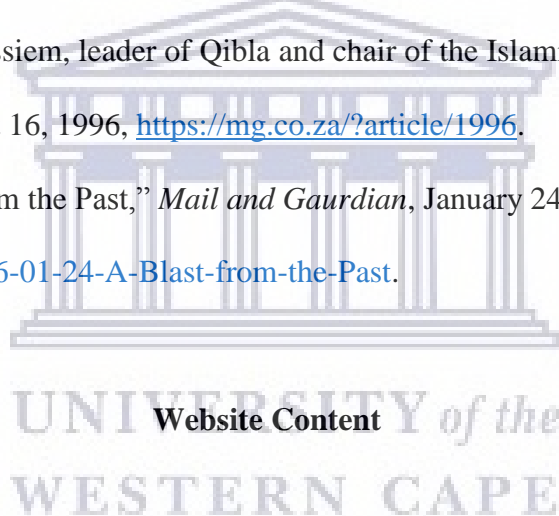 ssiem, leader of Qibla and chair of the Islami
16, 1996, https://mg.co.za/?article/1996.
m the Past,” Mail and Gaurdian, January 24
6-01-24-A-Blast-from-the-Past.
Website Content
UNIVERSITY of the
WESTERN CAPE